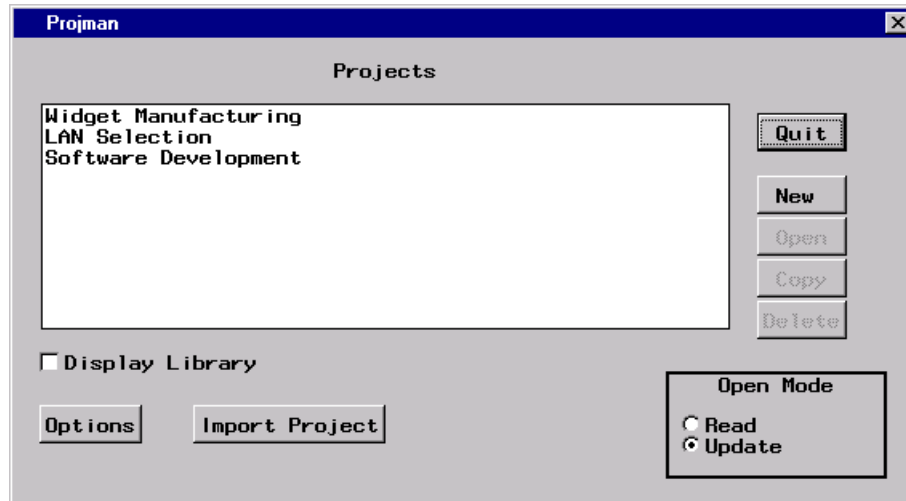 Projman
Projects
Widget Manufacturing
LAN Selection
Software Development
Quit
New
Open
Copy
Delete
Display Library
Options
Import Project
Open Mode
Read
Update